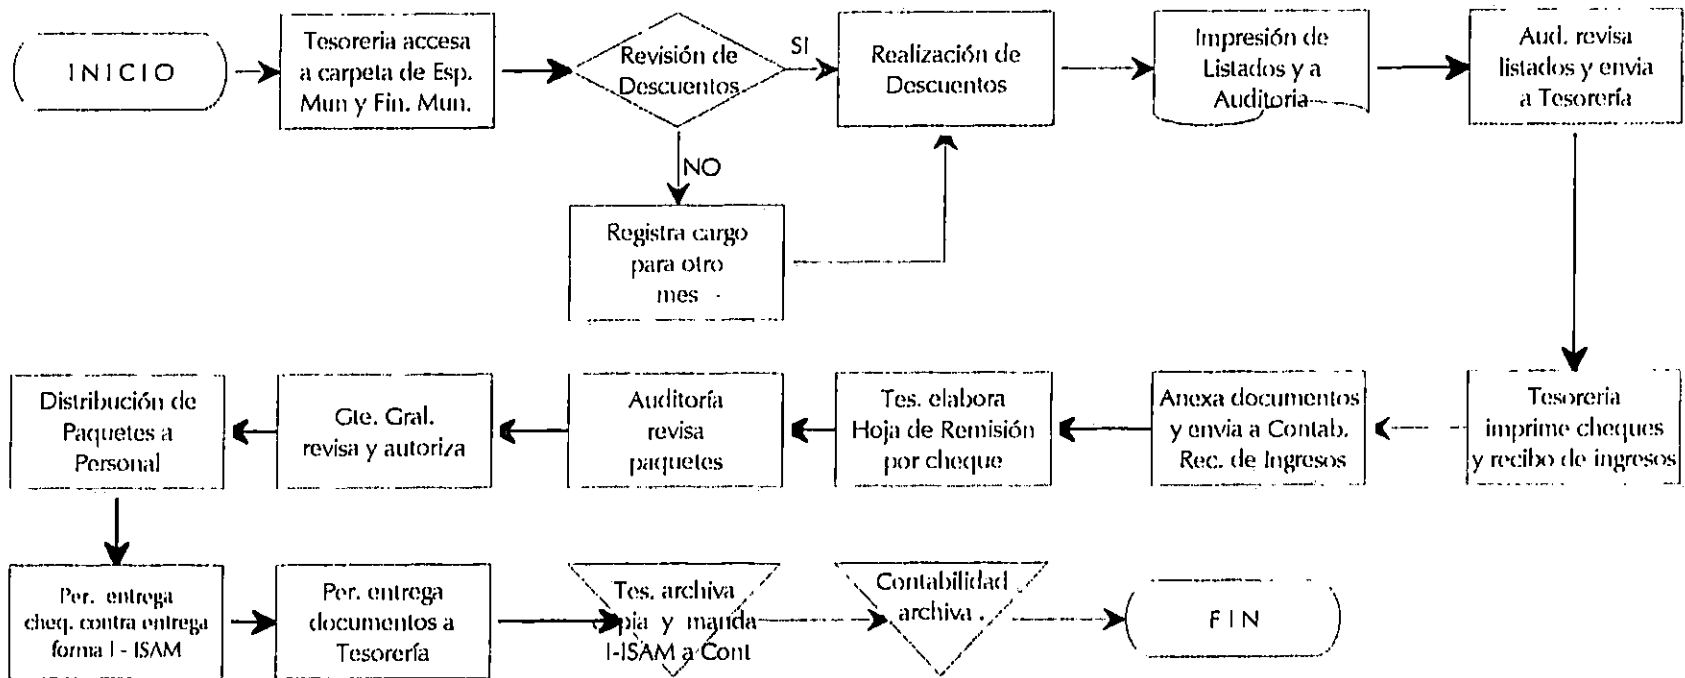 INICIO
Tesoreria accesa
a carpeta de Esp.
Mun y Fin. Mun.
Revisión de
Descuentos
SI
Realización de
Descuentos
Impresión de
Listados y a
Auditoria
Aud. revisa
listados y envia
a Tesorería
NO
Registra cargo
para otro
mes
Distribución de
Paquetes a
Personal
Gte. Gral.
revisa y autoriza
Auditoría
revisa
paquetes
Tes. elabora
Hoja de Remisión
por cheque
Anexa documentos
y envia a Contab.
Rec. de Ingresos
Tesoreria
imprime cheques
y recibo de ingresos
Per. entrega
cheq. contra entrega
forma I - ISAM
Per. entrega
documentos a
Tesorería
Tes. archiva
copia y manda
I-ISAM a Cont
Contabilidad
archiva .
FIN